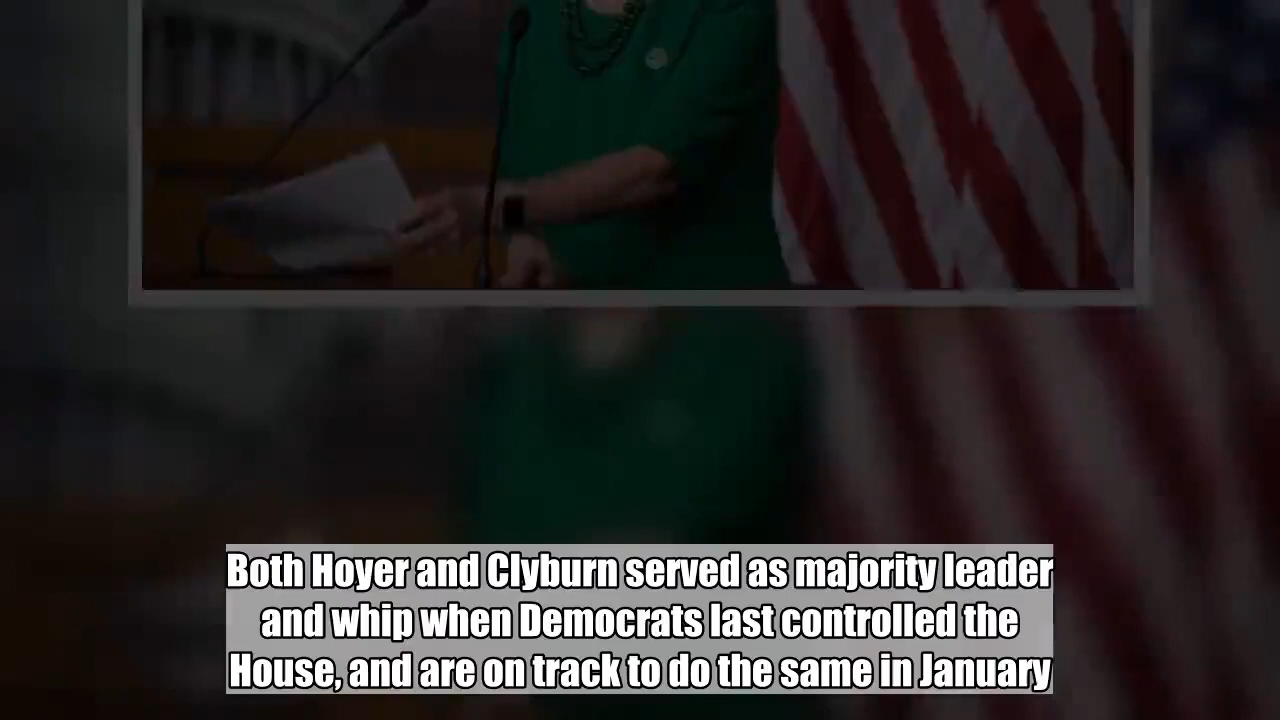 Both Hoyer and Clyburn served as majority leader
and whip when Democrats last controlled the
House, and are on track to do the same in January